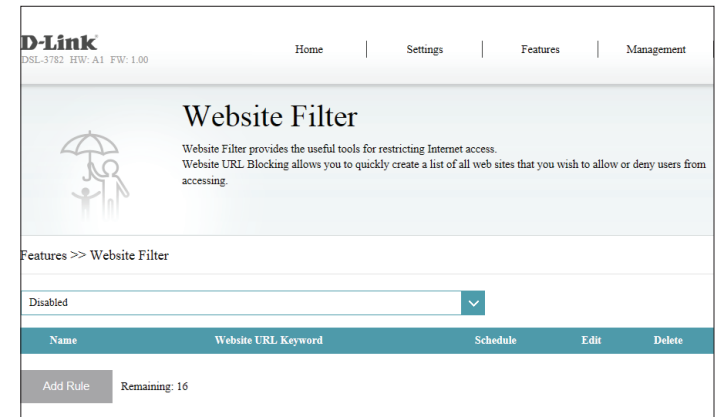 D-Link
DSL-3782 HW: A1 FW: 1.00
Home
Settings
Features
Management
Website Filter
Website Filter provides the useful tools for restricting Internet access.
Website URL Blocking allows you to quickly create a list of all web sites that you wish to allow or deny users from
accessing.
Features >> Website Filter
Disabled
Name Website URL Keyword Schedule Edit Delete
Add Rule Remaining: 16